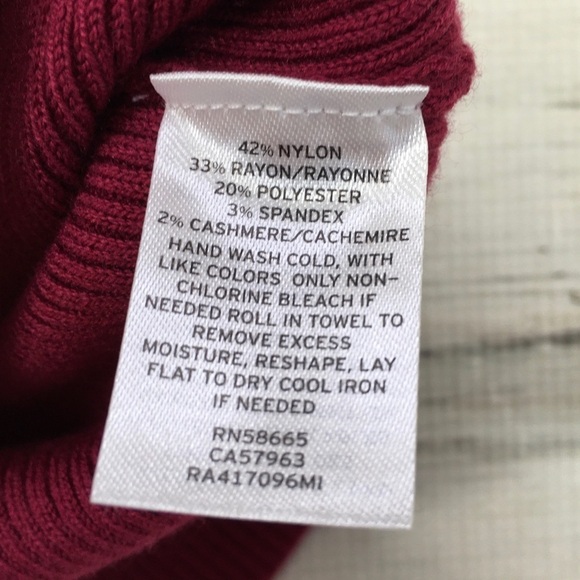 42% NYLON
33% RAYON/RAYONNE
20% POLYESTER
3% SPANDEX
2% CASHMERE/CACHEMIRE
HAND WASH COLD, WITH
LIKE COLORS ONLY NON-
CHLORINE BLEACH IF
NEEDED ROLL IN TOWEL TO
REMOVE EXCESS
MOISTURE, RESHAPE, LAY
FLAT TO DRY COOL IRON
IF NEEDED
RN58665
CA57963
RA417096MI